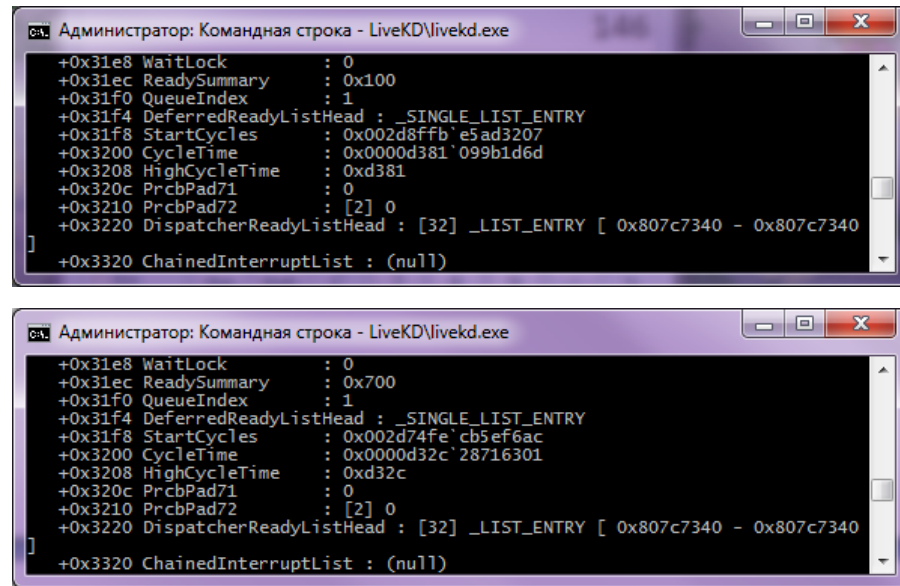 Администратор: Командная строка - LiveKD\livekd.exe
+0x31e8 WaitLock : 0
+0x31ec ReadySummary : 0x100
+0x31f0 QueueIndex : 1
+0x31f4 DeferredReadyListHead : _SINGLE_LIST_ENTRY
+0x31f8 StartCycles : 0x002d8ffb`e5ad3207
+0x3200 CycleTime : 0x0000d381`099b1d6d
+0x3208 HighCycleTime : 0xd381
+0x320c PrcbPad71 : 0
+0x3210 PrcbPad72 : [2] 0
+0x3220 DispatcherReadyListHead : [32] _LIST_ENTRY [ 0x807c7340 - 0x807c7340
]
+0x3320 ChainedInterruptList : (null)
Администратор: Командная строка - LiveKD\livekd.exe
+0x31e8 WaitLock : 0
+0x31ec ReadySummary : 0x700
+0x31f0 QueueIndex : 1
+0x31f4 DeferredReadyListHead : _SINGLE_LIST_ENTRY
+0x31f8 StartCycles : 0x002d74fe`cb5ef6ac
+0x3200 CycleTime : 0x0000d32c`28716301
+0x3208 HighCycleTime : 0xd32c
+0x320c PrcbPad71 : 0
+0x3210 PrcbPad72 : [2] 0
+0x3220 DispatcherReadyListHead : [32] _LIST_ENTRY [ 0x807c7340 - 0x807c7340
]
+0x3320 ChainedInterruptList : (null)